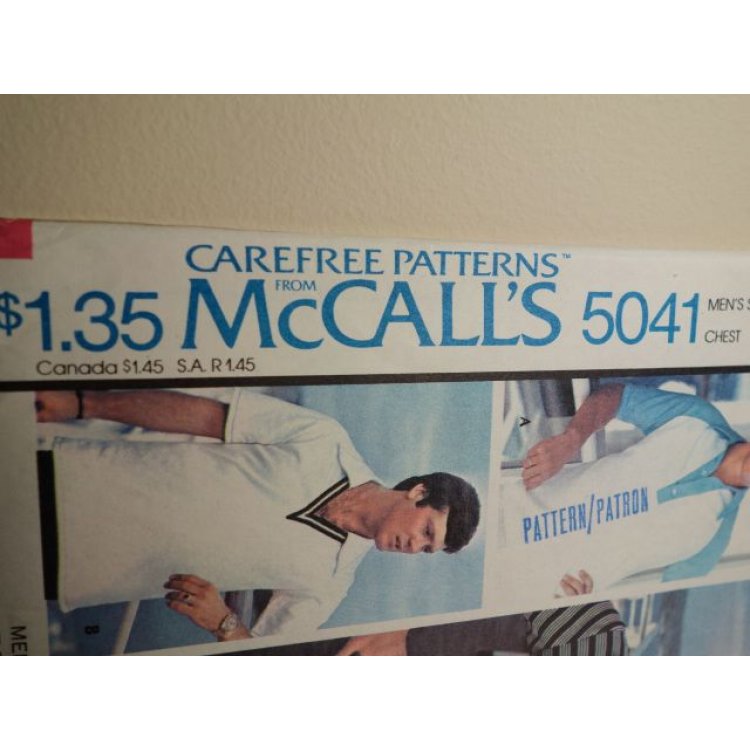 CAREFREE PATTERNS™
FROM
$1.35 McCALL'S 5041 MEN'S S
CHEST
Canada $1.45 S.A. R1.45
A
PATTERN/PATRON
B